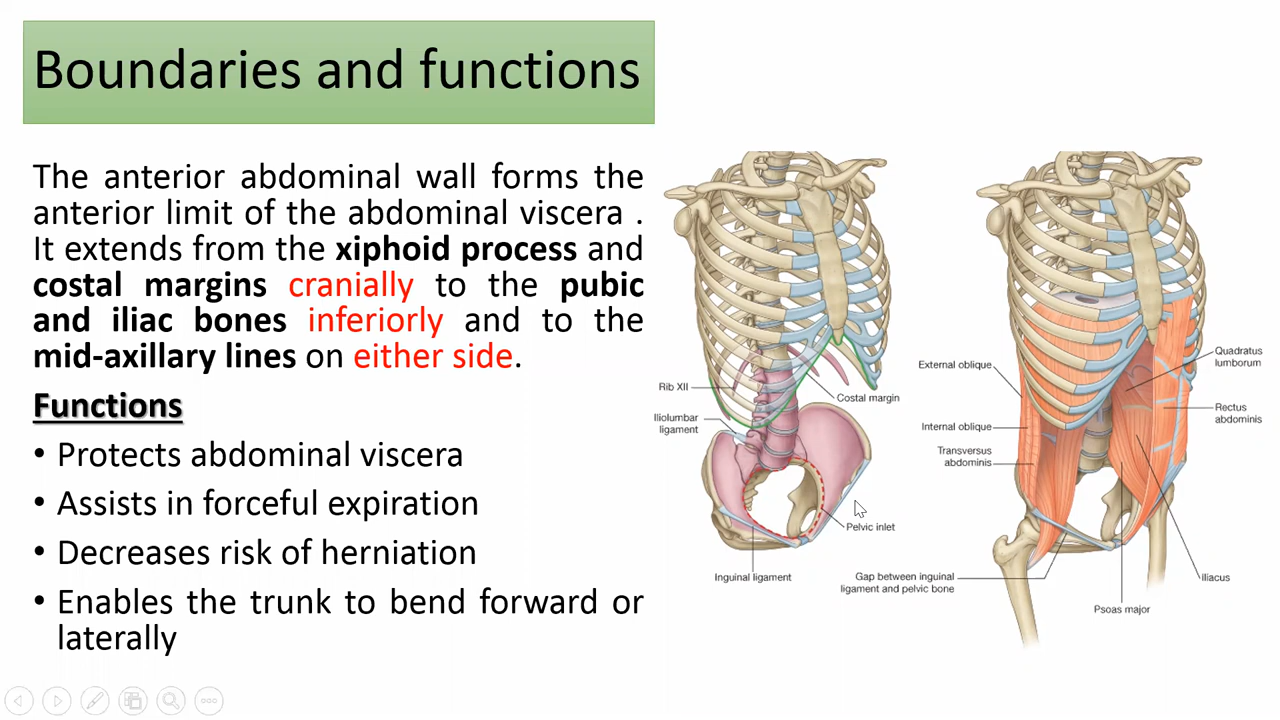 Boundaries and functions
The anterior abdominal wall forms the
anterior limit of the abdominal viscera .
It extends from the xiphoid process and
costal margins cranially to the pubic
and iliac bones inferiorly and to the
mid-axillary lines on either side.
Functions
• Protects abdominal viscera
• Assists in forceful expiration
• Decreases risk of herniation
• Enables the trunk to bend forward or
laterally
Rib XII
Iliolumbar
ligament
Costal margin
Pelvic inlet
Inguinal ligament
External oblique
Internal oblique
Transversus
abdominis
Quadratus
lumborum
Rectus
abdominis
Gap between inguinal
ligament and pelvic bone
Iliacus
Psoas major